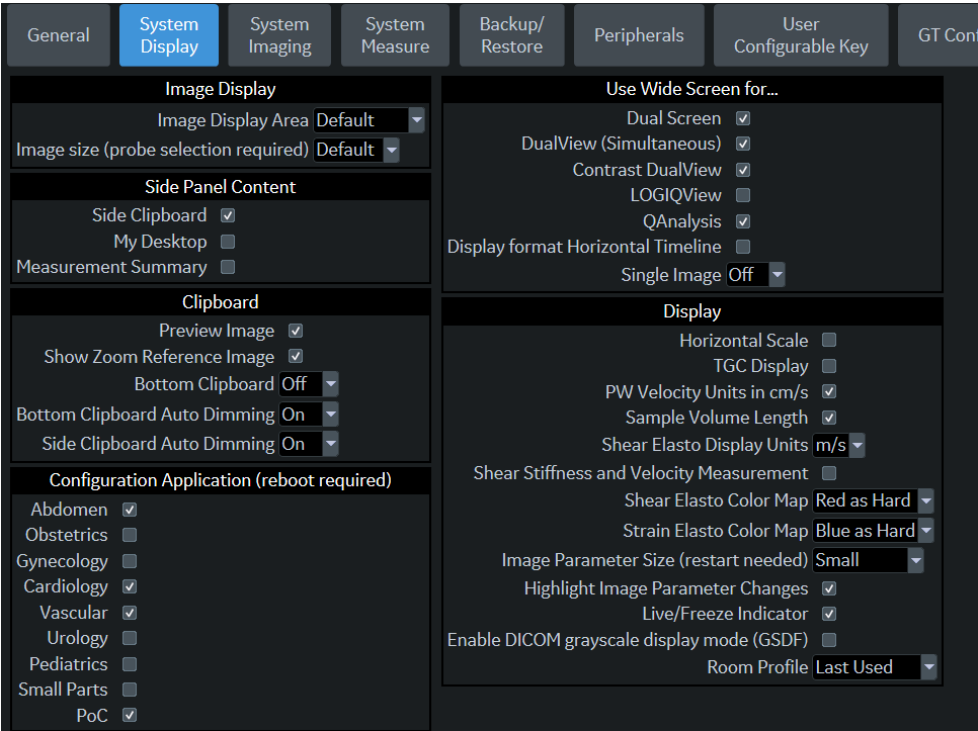 General
System
Display
System
Imaging
System
Measure
Backup/
Restore
Peripherals
User
Configurable Key
GT Conf
Image Display
Image Display Area Default
Image size (probe selection required) Default
Side Panel Content
Side Clipboard
My Desktop
Measurement Summary
Clipboard
Preview Image
Show Zoom Reference Image
Bottom Clipboard Off
Bottom Clipboard Auto Dimming On
Side Clipboard Auto Dimming On
Configuration Application (reboot required)
Abdomen
Obstetrics
Gynecology
Cardiology
Vascular
Urology
Pediatrics
Small Parts
PoC
Use Wide Screen for...
Dual Screen
DualView (Simultaneous)
Contrast DualView
LOGIQView
QAnalysis
Display format Horizontal Timeline
Single Image Off
Display
Horizontal Scale
TGC Display
PW Velocity Units in cm/s
Sample Volume Length
Shear Elasto Display Units m/s
Shear Stiffness and Velocity Measurement
Shear Elasto Color Map Red as Hard
Strain Elasto Color Map Blue as Hard
Image Parameter Size (restart needed) Small
Highlight Image Parameter Changes
Live/Freeze Indicator
Enable DICOM grayscale display mode (GSDF)
Room Profile Last Used